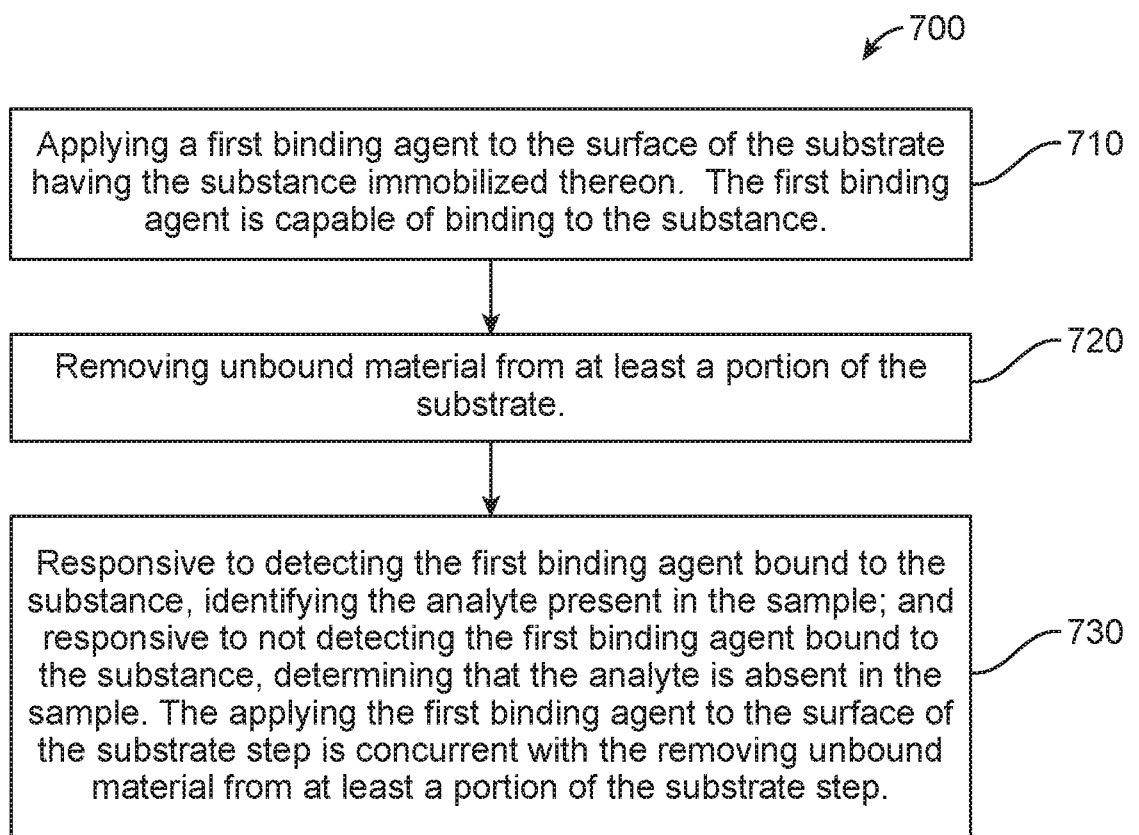 700
Applying a first binding agent to the surface of the substrate
having the substance immobilized thereon. The first binding
agent is capable of binding to the substance.
710
Removing unbound material from at least a portion of the
substrate.
720
Responsive to detecting the first binding agent bound to the
substance, identifying the analyte present in the sample; and
responsive to not detecting the first binding agent bound to
the substance, determining that the analyte is absent in the
sample. The applying the first binding agent to the surface of
the substrate step is concurrent with the removing unbound
material from at least a portion of the substrate step.
730